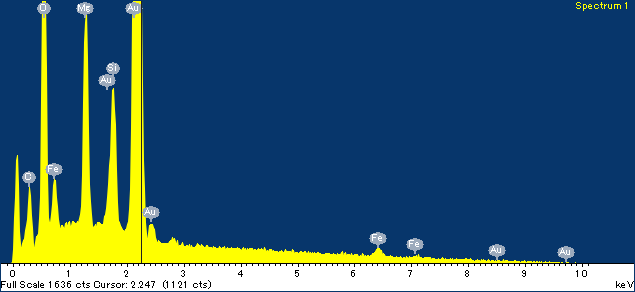 Spectrum 1
O Mg Au
Si
Au
Fe
O
Au
Fe Fe Au Au
0 1 2 3 4 5 6 7 8 9 10
Full Scale 1636 cts Cursor: 2.247 (1121 cts) keV